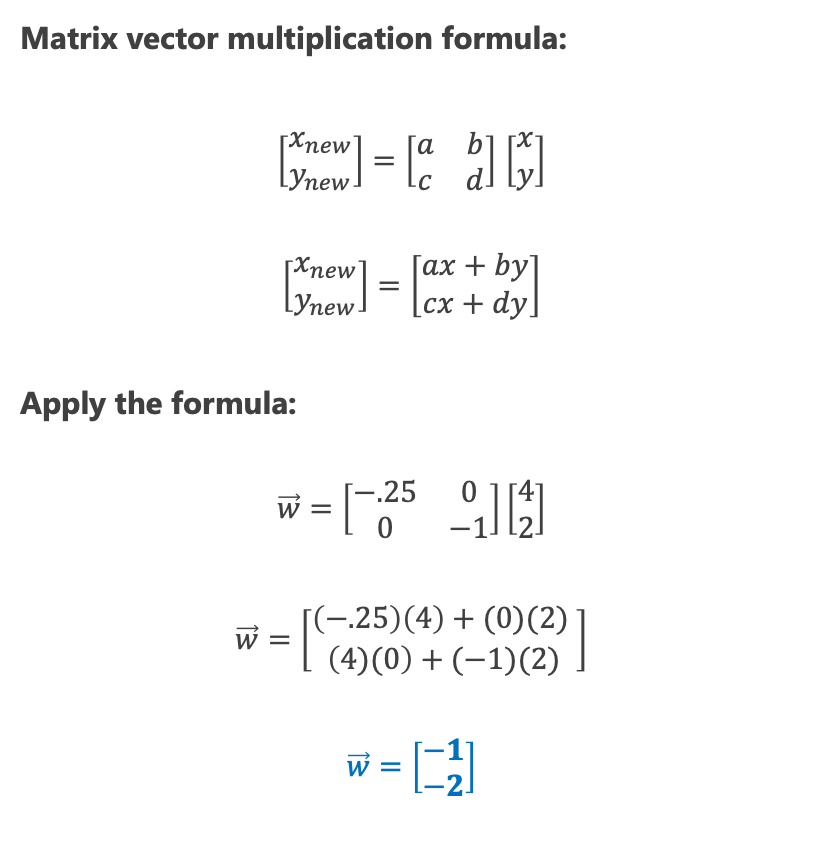 Matrix vector multiplication formula:
[x_new] = [a b] [x]
[y_new] [c d] [y]
[x_new] = [ax + by]
[y_new] [cx + dy]
Apply the formula:
w⃗ = [−.25 0] [4]
[0 −1] [2]
w⃗ = [(−.25)(4) + (0)(2)]
[(4)(0) + (−1)(2)]
w⃗ = [−1]
[−2]